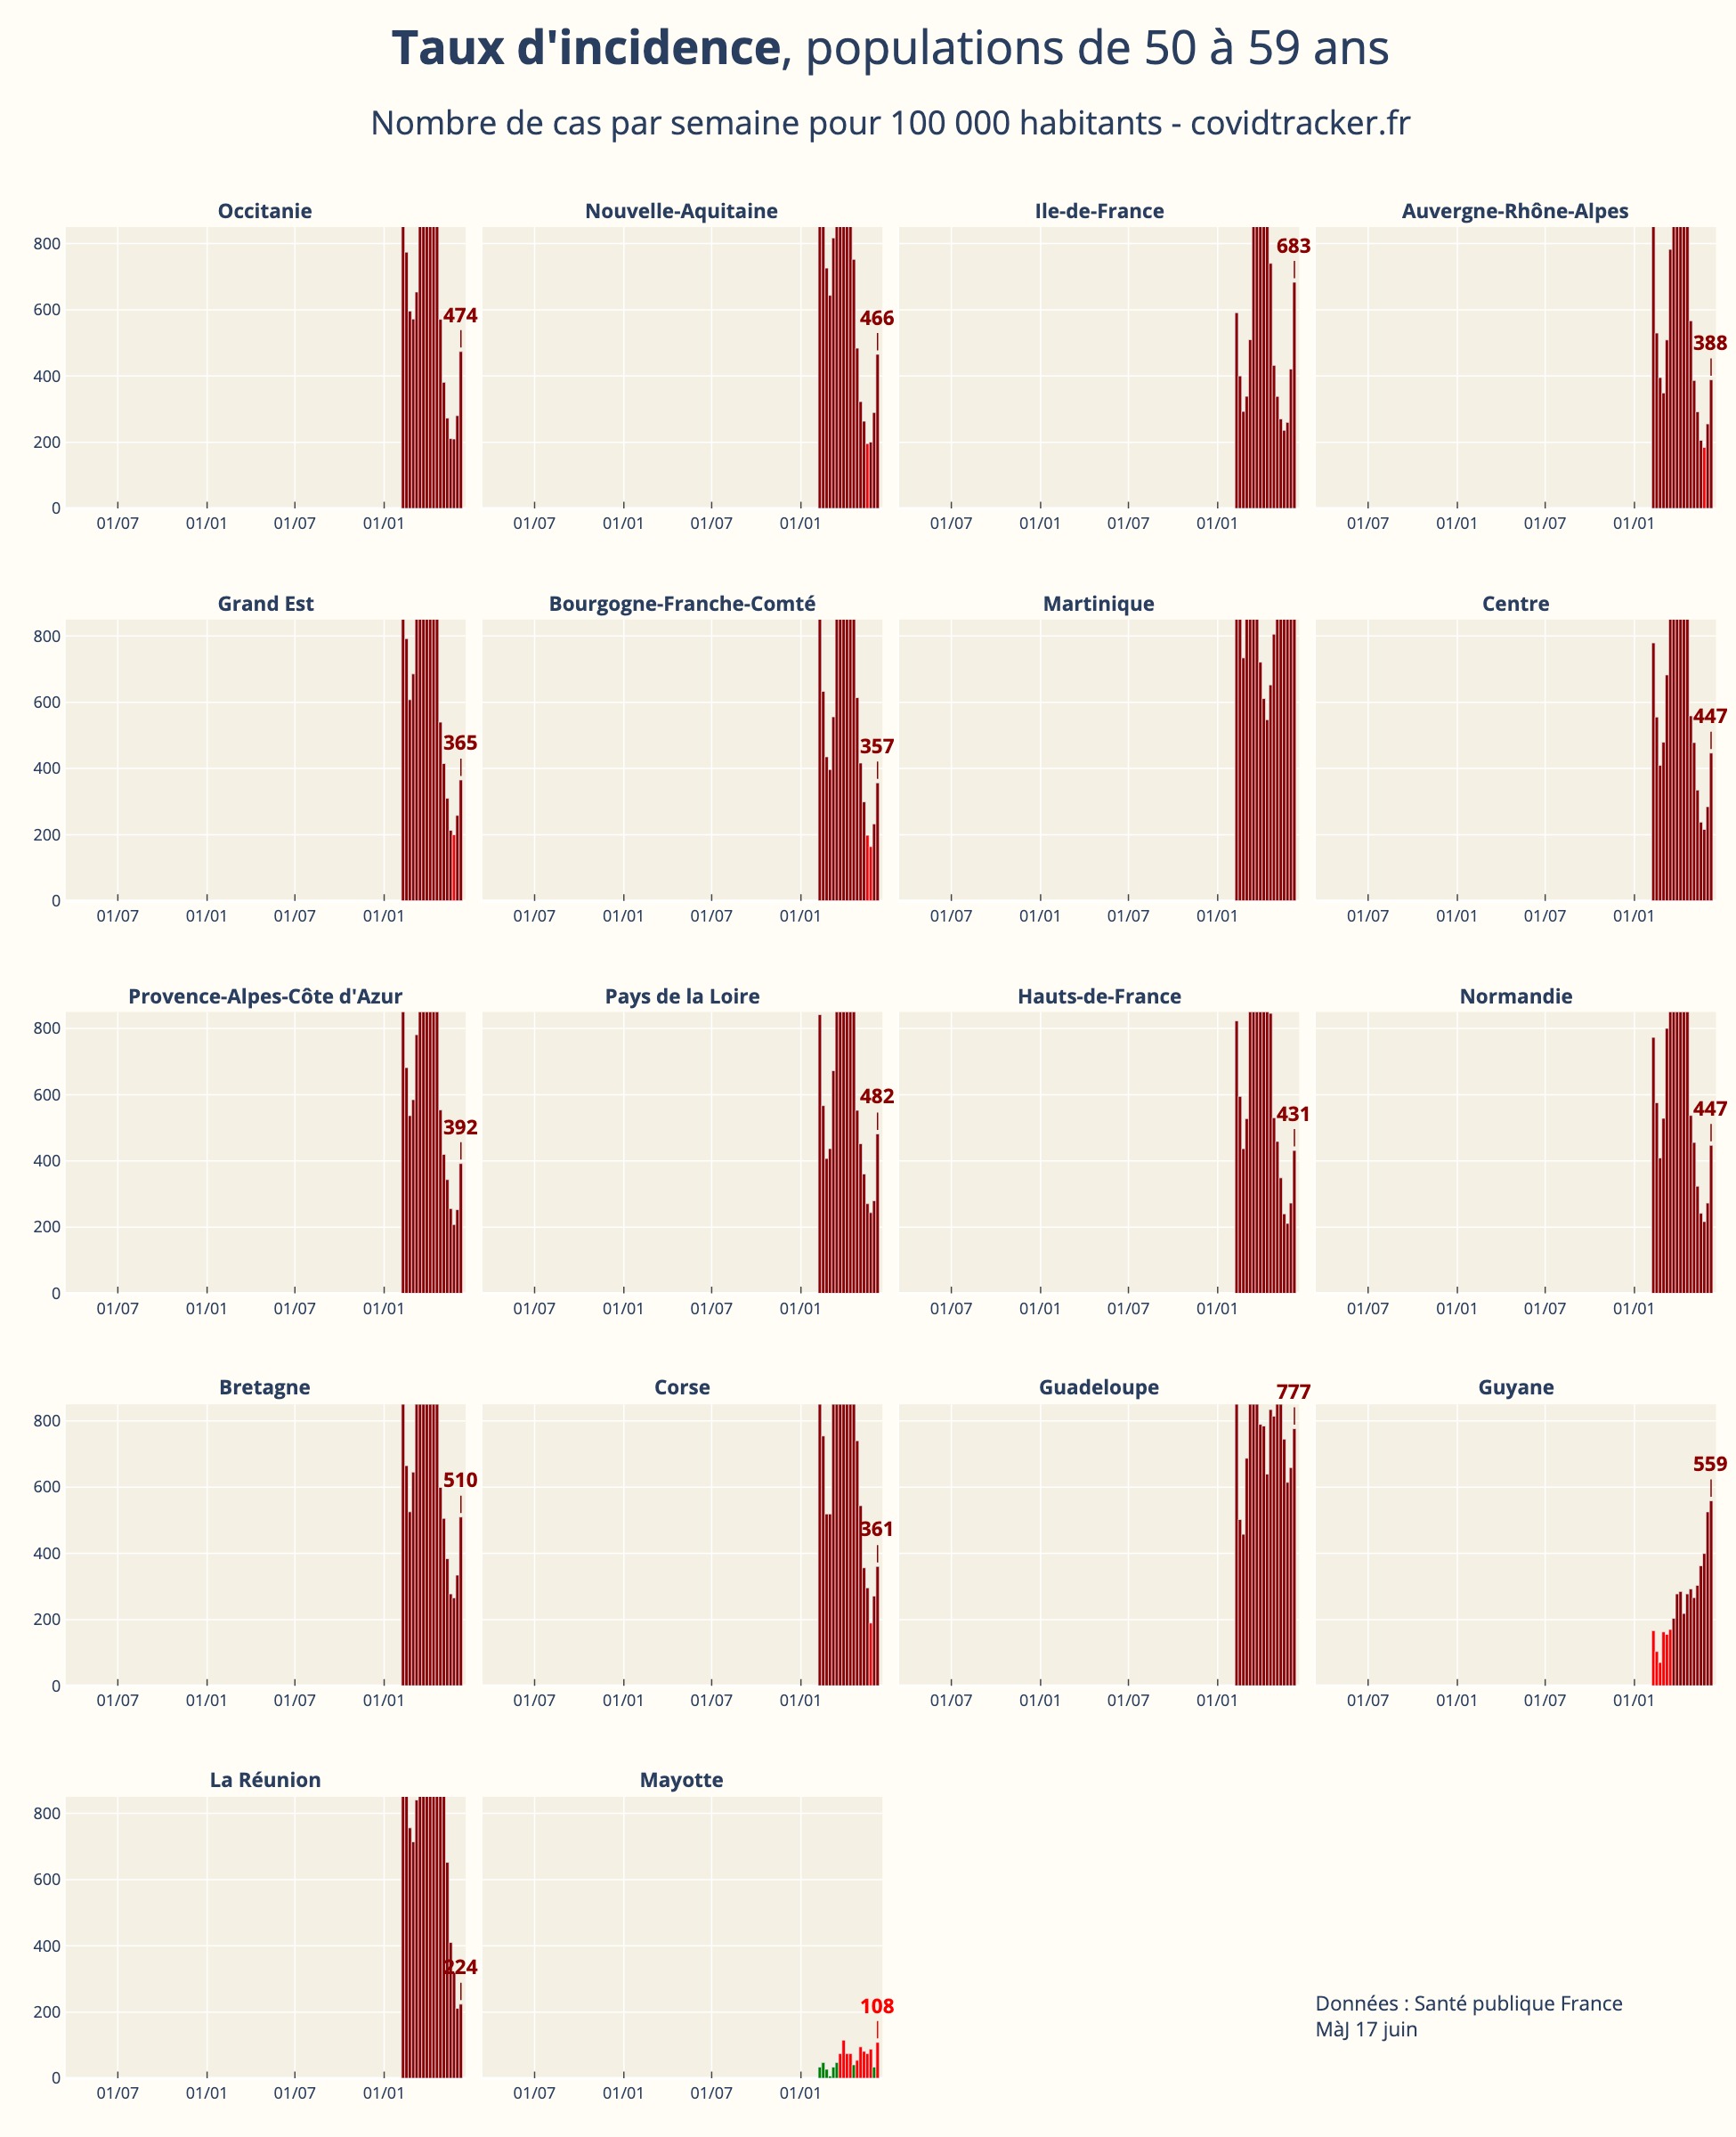 Taux d'incidence, populations de 50 à 59 ans
Nombre de cas par semaine pour 100 000 habitants - covidtracker.fr
Occitanie
Nouvelle-Aquitaine
Ile-de-France
Auvergne-Rhône-Alpes
800
600
400
200
0
474
466
683
388
01/07 01/01 01/07 01/01
01/07 01/01 01/07 01/01
01/07 01/01 01/07 01/01
01/07 01/01 01/07 01/01
Grand Est
Bourgogne-Franche-Comté
Martinique
Centre
800
600
400
200
0
365
357
447
01/07 01/01 01/07 01/01
01/07 01/01 01/07 01/01
01/07 01/01 01/07 01/01
01/07 01/01 01/07 01/01
Provence-Alpes-Côte d'Azur
Pays de la Loire
Hauts-de-France
Normandie
800
600
400
200
0
392
482
431
447
01/07 01/01 01/07 01/01
01/07 01/01 01/07 01/01
01/07 01/01 01/07 01/01
01/07 01/01 01/07 01/01
Bretagne
Corse
Guadeloupe
Guyane
800
600
400
200
0
510
361
777
559
01/07 01/01 01/07 01/01
01/07 01/01 01/07 01/01
01/07 01/01 01/07 01/01
01/07 01/01 01/07 01/01
La Réunion
Mayotte
800
600
400
200
0
224
108
01/07 01/01 01/07 01/01
01/07 01/01 01/07 01/01
Données : Santé publique France
MàJ 17 juin